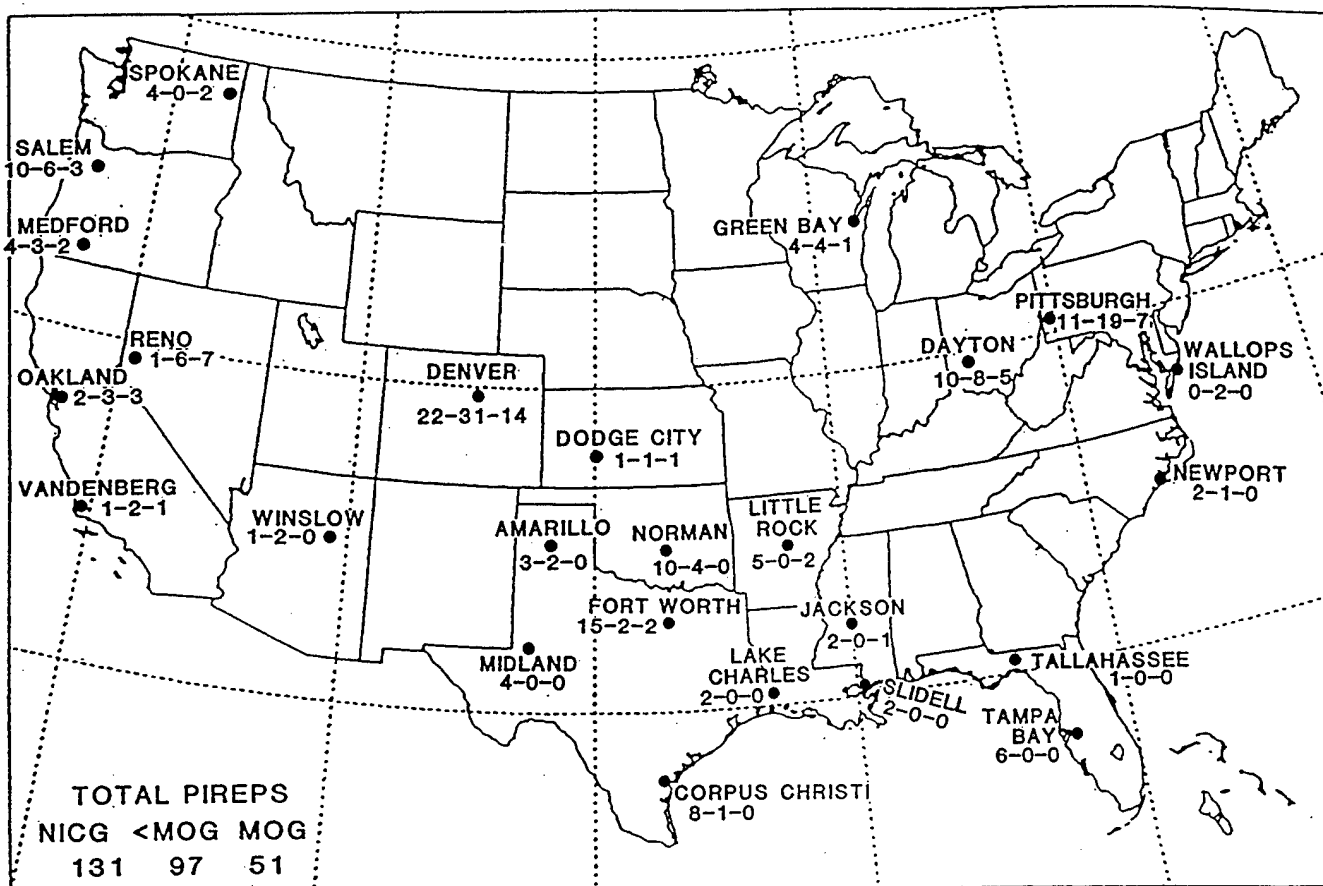 SPOKANE
4-0-2
SALEM
10-6-3
MEDFORD
4-3-2
GREEN BAY
4-4-1
PITTSBURGH
11-19-7
RENO
1-6-7
DAYTON
10-8-5
WALLOPS
ISLAND
0-2-0
OAKLAND
2-3-3
DENVER
22-31-14
DODGE CITY
1-1-1
NEWPORT
2-1-0
VANDENBERG
1-2-1
WINSLOW
1-2-0
AMARILLO
3-2-0
NORMAN
10-4-0
LITTLE
ROCK
5-0-2
FORT WORTH
15-2-2
JACKSON
2-0-1
MIDLAND
4-0-0
LAKE
CHARLES
2-0-0
SLIDELL
2-0-0
TALLAHASSEE
1-0-0
TAMPA
BAY
6-0-0
CORPUS CHRISTI
8-1-0
TOTAL PIREPS
NICG <MOG MOG
131 97 51